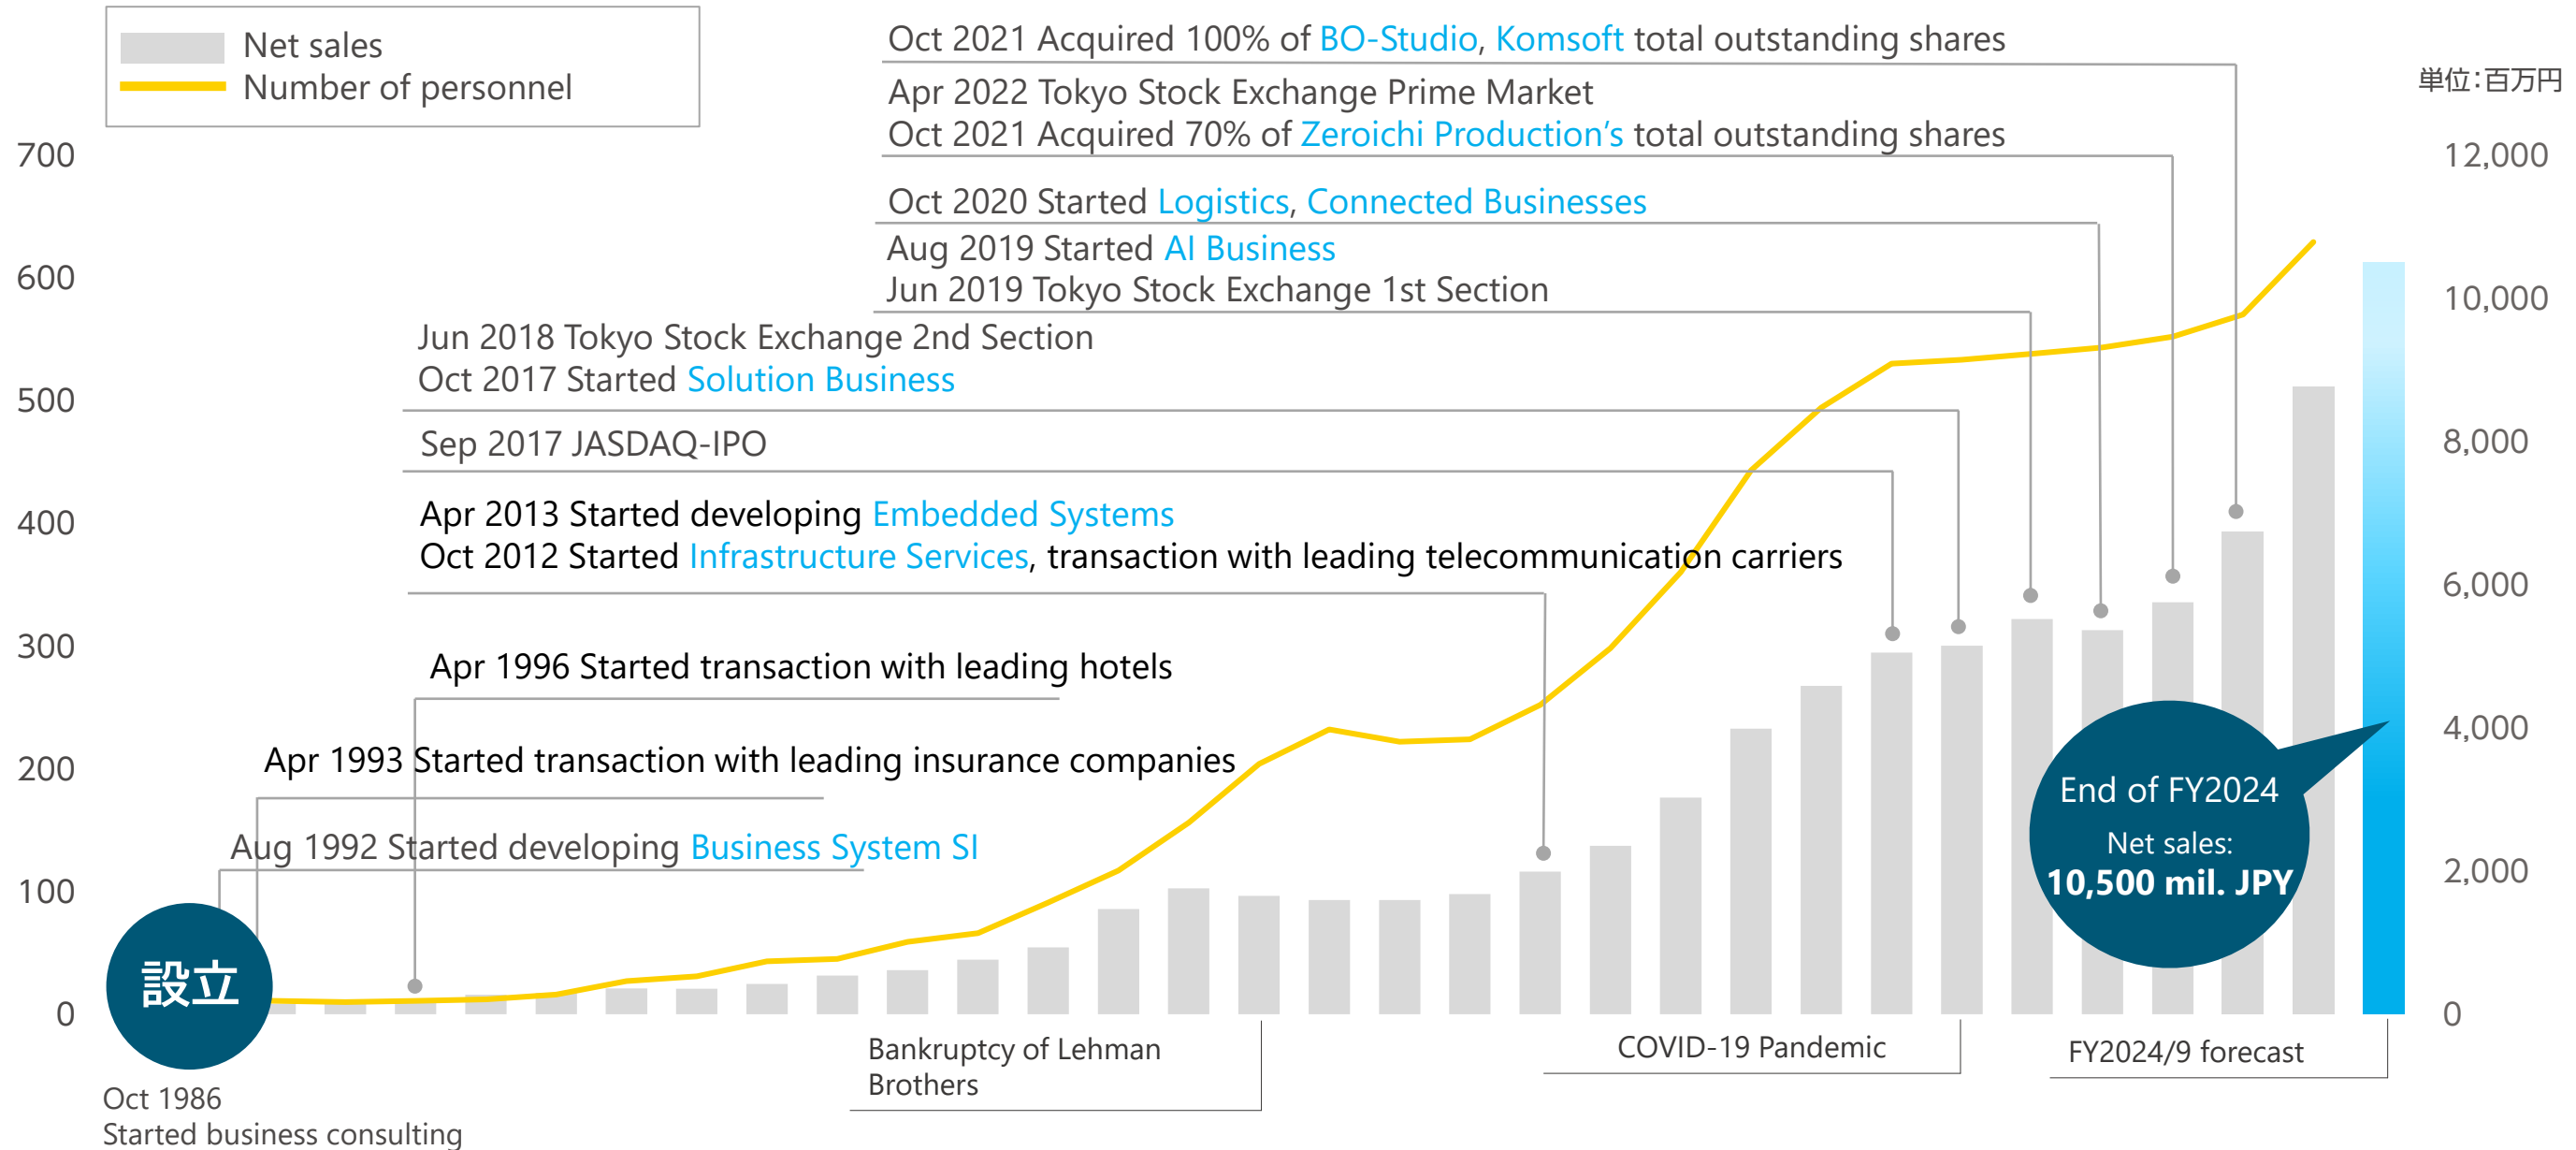 Net sales
Number of personnel
Oct 2021 Acquired 100% of BO-Studio, Komsoft total outstanding shares
Apr 2022 Tokyo Stock Exchange Prime Market
Oct 2021 Acquired 70% of Zeroichi Production's total outstanding shares
Oct 2020 Started Logistics, Connected Businesses
Aug 2019 Started AI Business
Jun 2019 Tokyo Stock Exchange 1st Section
Jun 2018 Tokyo Stock Exchange 2nd Section
Oct 2017 Started Solution Business
Sep 2017 JASDAQ-IPO
Apr 2013 Started developing Embedded Systems
Oct 2012 Started Infrastructure Services, transaction with leading telecommunication carriers
Apr 1996 Started transaction with leading hotels
Apr 1993 Started transaction with leading insurance companies
Aug 1992 Started developing Business System SI
設立
Oct 1986
Started business consulting
700
600
500
400
300
200
100
0
単位:百万円
12,000
10,000
8,000
6,000
4,000
2,000
0
End of FY2024
Net sales:
10,500 mil. JPY
Bankruptcy of Lehman
Brothers
COVID-19 Pandemic
FY2024/9 forecast